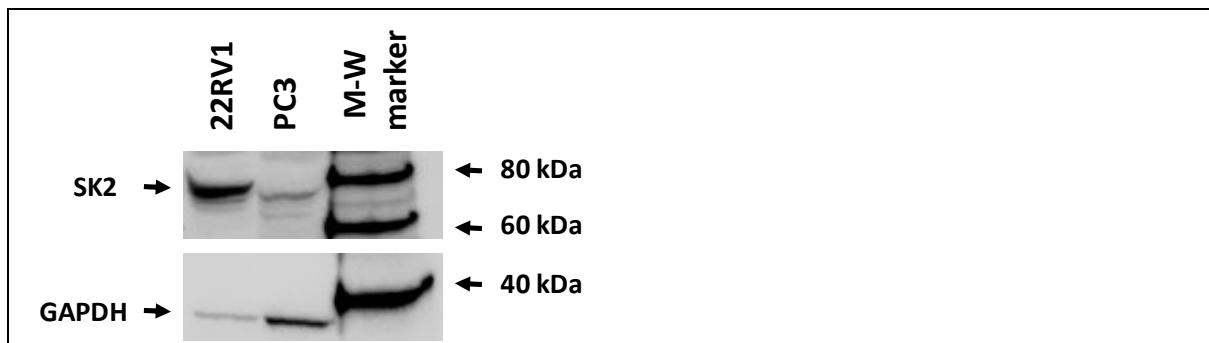 22RV1
PC3
M-W
marker
SK2
80 kDa
60 kDa
GAPDH
40 kDa